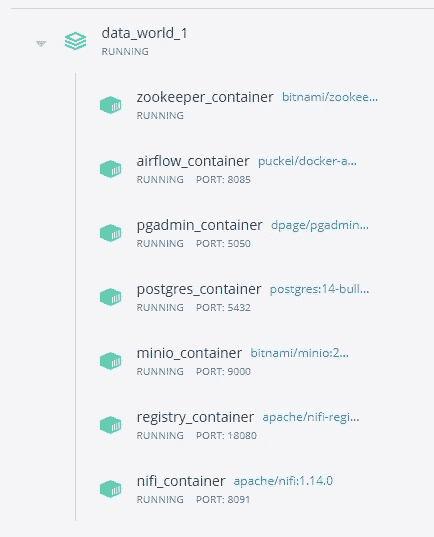 data_world_1
RUNNING
zookeeper_container bitnami/zookee...
RUNNING
airflow_container puckel/docker-a...
RUNNING PORT: 8085
pgadmin_container dpage/pgadmin...
RUNNING PORT: 5050
postgres_container postgres:14-bull...
RUNNING PORT: 5432
minio_container bitnami/minio:2...
RUNNING PORT: 9000
registry_container apache/nifi-regi...
RUNNING PORT: 18080
nifi_container apache/nifi:1.14.0
RUNNING PORT: 8091